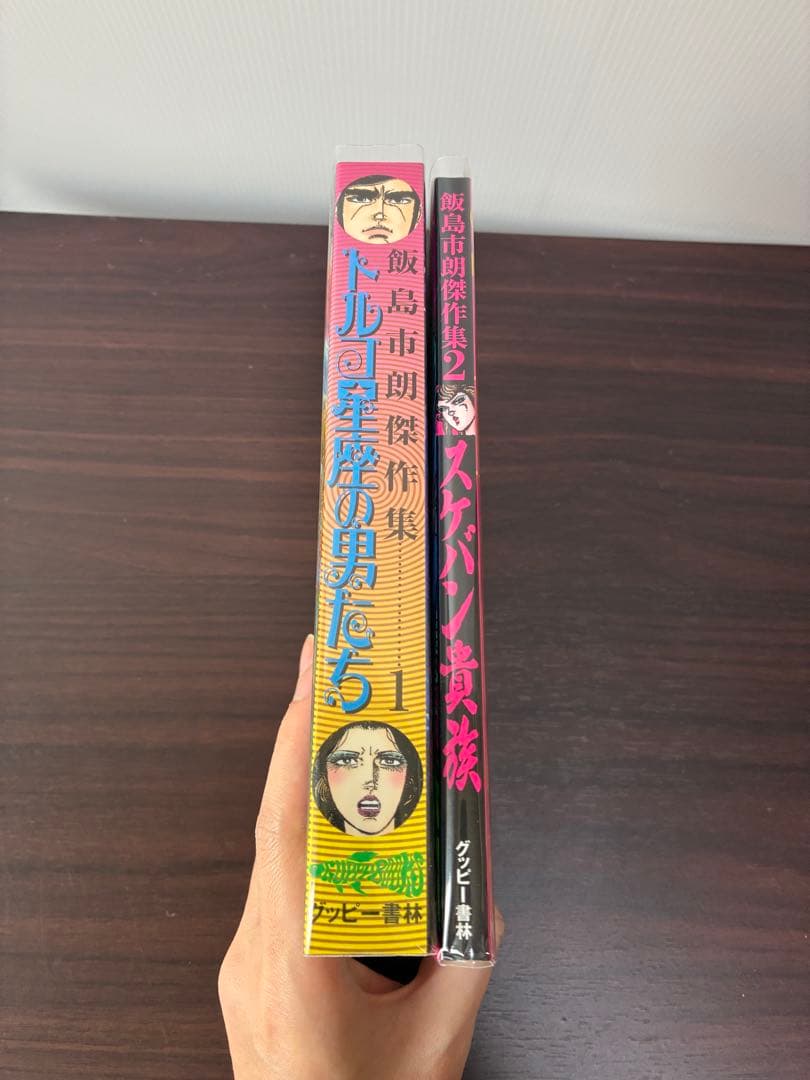 飯島市朗傑作集…………1
トルコ星座の男たち
グッピー書林
飯島市朗傑作集2
スケバン貴族
グッピー書林